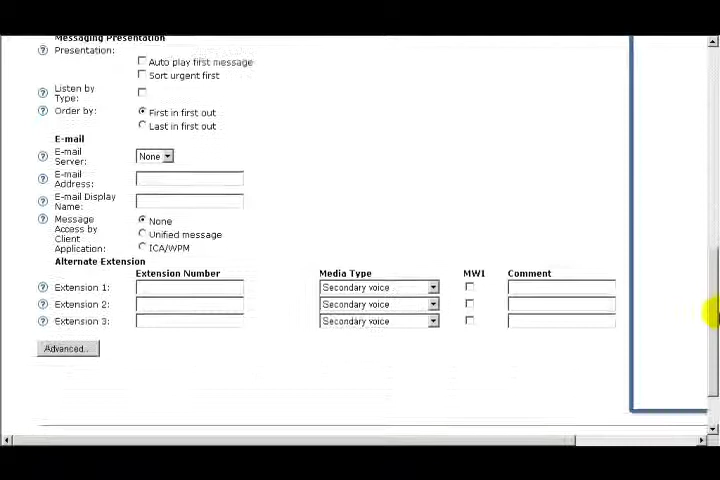 Messaging Presentation
Presentation:
Auto play first message
Sort urgent first
Listen by
Type:
Order by:
First in first out
Last in first out
E-mail
E-mail
Server:
None
E-mail
Address:
E-mail Display
Name:
Message
Access by
Client
Application:
None
Unified message
ICA/WPM
Alternate Extension
Extension Number Media Type MWI Comment
Extension 1: Secondary voice
Extension 2: Secondary voice
Extension 3: Secondary voice
Advanced...